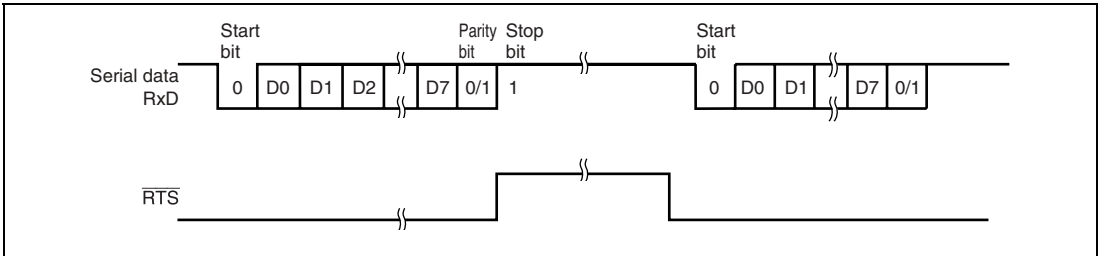 Start bit
Parity bit
Stop bit
Start bit
Serial data RxD
0 D0 D1 D2 D7 0/1 1 0 D0 D1 D7 0/1
RTS